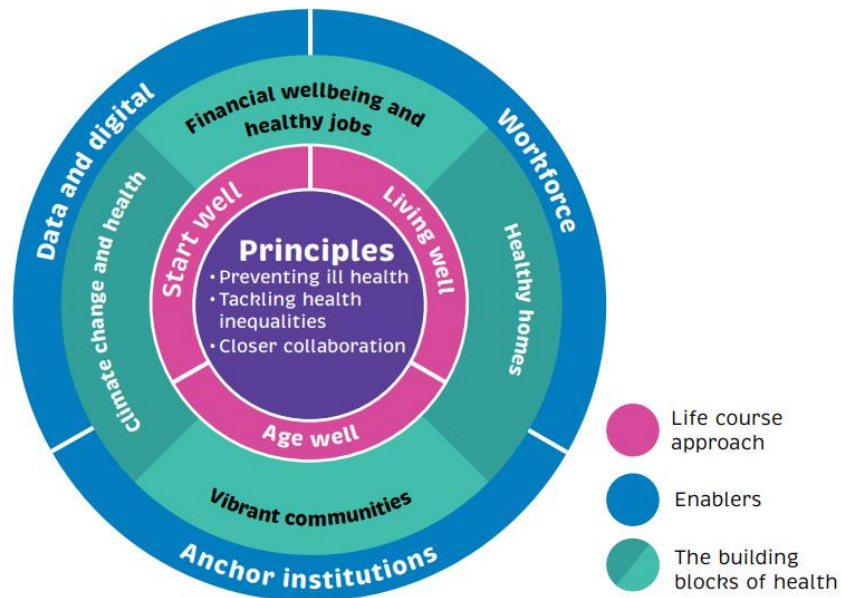 Data and digital
Workforce
Anchor institutions
Financial wellbeing and
healthy jobs
Climate change and health
Healthy homes
Vibrant communities
Start well
Living well
Age well
Principles
• Preventing ill health
• Tackling health
inequalities
• Closer collaboration
Life course
approach
Enablers
The building
blocks of health